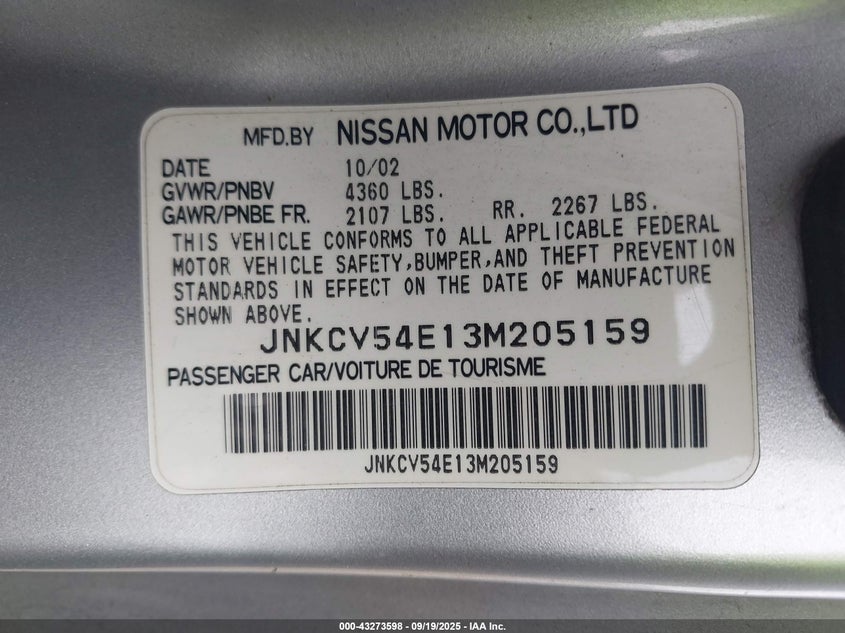 MFD.BY NISSAN MOTOR CO.,LTD
DATE 10/02
GVWR/PNBV 4360 LBS.
GAWR/PNBE FR. 2107 LBS. RR. 2267 LBS.
THIS VEHICLE CONFORMS TO ALL APPLICABLE FEDERAL
MOTOR VEHICLE SAFETY,BUMPER,AND THEFT PREVENTION
STANDARDS IN EFFECT ON THE DATE OF MANUFACTURE
SHOWN ABOVE.
JNKCV54E13M205159
PASSENGER CAR/VOITURE DE TOURISME
JNKCV54E13M205159
000-43273598 - 09/19/2025 - IAA Inc.